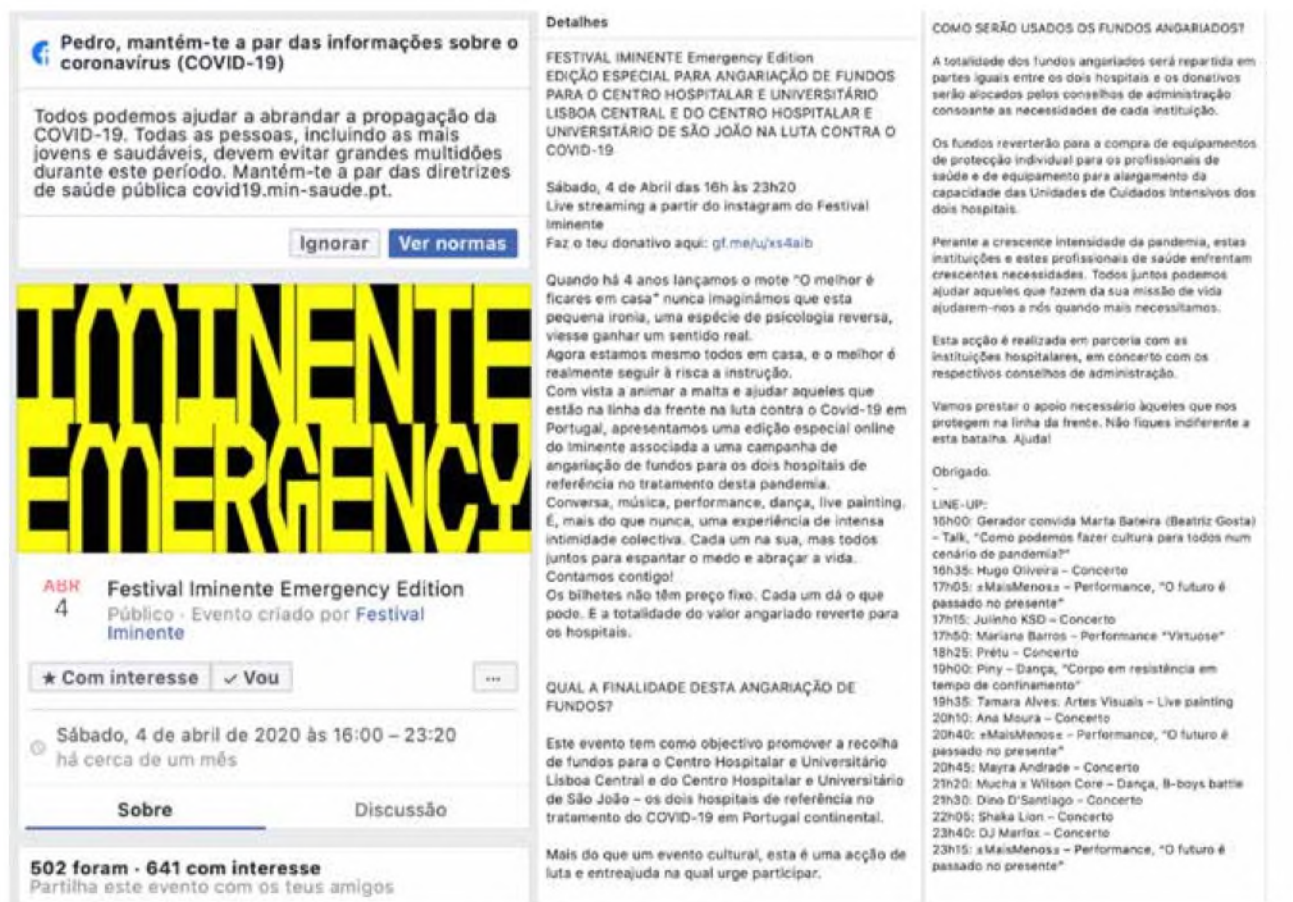 Pedro, mantém-te a par das informações sobre o
coronavírus (COVID-19)
Todos podemos ajudar a abrandar a propagação da
COVID-19. Todas as pessoas, incluindo as mais
jovens e saudáveis, devem evitar grandes multidões
durante este período. Mantém-te a par das diretrizes
de saúde pública covid19.min-saude.pt.
Ignorar
Ver normas
IMINENTE
EMERGENCY
ABR
4
Festival Iminente Emergency Edition
Público · Evento criado por Festival
Iminente
★ Com interesse
✓ Vou
...
Sábado, 4 de abril de 2020 às 16:00 – 23:20
há cerca de um mês
Sobre
Discussão
502 foram · 641 com interesse
Partilha este evento com os teus amigos
Detalhes
FESTIVAL IMINENTE Emergency Edition
EDIÇÃO ESPECIAL PARA ANGARIAÇÃO DE FUNDOS
PARA O CENTRO HOSPITALAR E UNIVERSITÁRIO
LISBOA CENTRAL E DO CENTRO HOSPITALAR E
UNIVERSITÁRIO DE SÃO JOÃO NA LUTA CONTRA O
COVID-19
Sábado, 4 de Abril das 16h às 23h20
Live streaming a partir do instagram do Festival
Iminente
Faz o teu donativo aqui: gf.me/u/xs4aib
Quando há 4 anos lançamos o mote "O melhor é
ficares em casa" nunca imaginámos que esta
pequena ironia, uma espécie de psicologia reversa,
viesse ganhar um sentido real.
Agora estamos mesmo todos em casa, e o melhor é
realmente seguir à risca a instrução.
Com vista a animar a malta e ajudar aqueles que
estão na linha da frente na luta contra o Covid-19 em
Portugal, apresentamos uma edição especial online
do Iminente associada a uma campanha de
angariação de fundos para os dois hospitais de
referência no tratamento desta pandemia.
Conversa, música, performance, dança, live painting.
É, mais do que nunca, uma experiência de intensa
intimidade colectiva. Cada um na sua, mas todos
juntos para espantar o medo e abraçar a vida.
Contamos contigo!
Os bilhetes não têm preço fixo. Cada um dá o que
pode. E a totalidade do valor angariado reverte para
os hospitais.
QUAL A FINALIDADE DESTA ANGARIAÇÃO DE
FUNDOS?
Este evento tem como objectivo promover a recolha
de fundos para o Centro Hospitalar e Universitário
Lisboa Central e do Centro Hospitalar e Universitário
de São João – os dois hospitais de referência no
tratamento do COVID-19 em Portugal continental.
Mais do que um evento cultural, esta é uma acção de
luta e entreajuda na qual urge participar.
COMO SERÃO USADOS OS FUNDOS ANGARIADOS?
A totalidade dos fundos angariados será repartida em
partes iguais entre os dois hospitais e os donativos
serão alocados pelos conselhos de administração
consoante as necessidades de cada instituição.
Os fundos reverterão para a compra de equipamentos
de protecção individual para os profissionais de
saúde e de equipamento para alargamento da
capacidade das Unidades de Cuidados Intensivos dos
dois hospitais.
Perante a crescente intensidade da pandemia, estas
instituições e estes profissionais de saúde enfrentam
crescentes necessidades. Todos juntos podemos
ajudar aqueles que fazem da sua missão de vida
ajudarem-nos a nós quando mais necessitamos.
Esta acção é realizada em parceria com as
instituições hospitalares, em concerto com os
respectivos conselhos de administração.
Vamos prestar o apoio necessário àqueles que nos
protegem na linha da frente. Não fiques indiferente a
esta batalha. Ajuda!
Obrigado.
-
LINE-UP:
16h00: Gerador convida Marta Bateira (Beatriz Gosta)
– Talk, "Como podemos fazer cultura para todos num
cenário de pandemia?"
16h35: Hugo Oliveira – Concerto
17h05: ±MaisMenos± – Performance, "O futuro é
passado no presente"
17h15: Julinho KSD – Concerto
17h50: Mariana Barros – Performance "Virtuose"
18h25: Prétu – Concerto
19h00: Piny – Dança, "Corpo em resistência em
tempo de confinamento"
19h35: Tamara Alves: Artes Visuais – Live painting
20h10: Ana Moura – Concerto
20h40: ±MaisMenos± – Performance, "O futuro é
passado no presente"
20h45: Mayra Andrade – Concerto
21h20: Mucha x Wilson Core – Dança, B-boys battle
21h30: Dino D'Santiago – Concerto
22h05: Shaka Lion – Concerto
23h40: DJ Marfox – Concerto
23h15: ±MaisMenos± – Performance, "O futuro é
passado no presente"